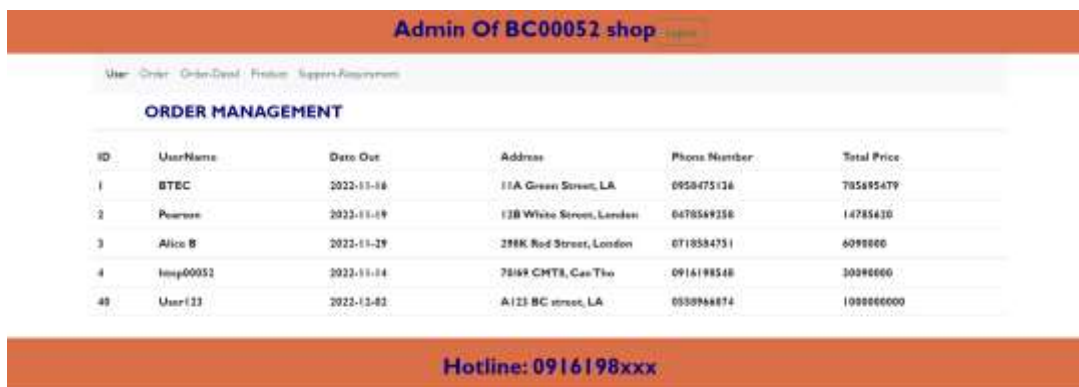 Admin Of BC00052 shop Logout
User Order Order-Detail Product Support-Requirement
ORDER MANAGEMENT
ID UserName Date Out Address Phone Number Total Price
1 BTEC 2022-11-16 11A Green Street, LA 0958475136 785695479
2 Pearson 2022-11-19 12B White Street, London 0478569258 14785620
3 Alice B 2022-11-29 298K Red Street, London 0718584751 6090000
4 2022-11-14 78/69 CMT8, Can Tho 0916198548 30090000
40 User123 2022-12-02 A123 BC street, LA 0558966874 1000000000
Hotline: 0916198xxx